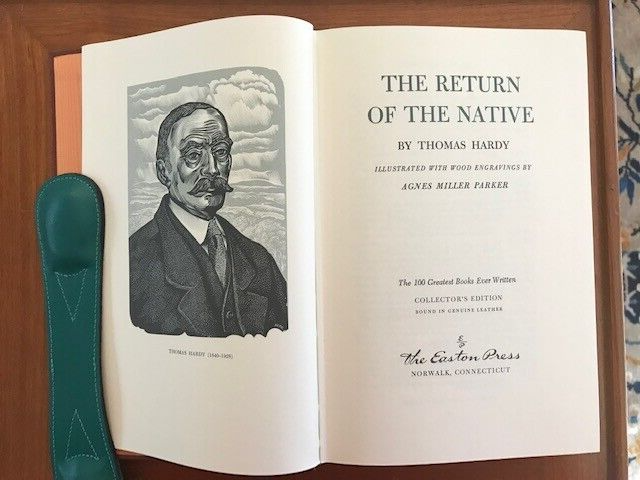 THOMAS HARDY (1840–1928)
THE RETURN
OF THE NATIVE
BY THOMAS HARDY
ILLUSTRATED WITH WOOD ENGRAVINGS BY
AGNES MILLER PARKER
The 100 Greatest Books Ever Written
COLLECTOR'S EDITION
BOUND IN GENUINE LEATHER
The Easton Press
NORWALK, CONNECTICUT